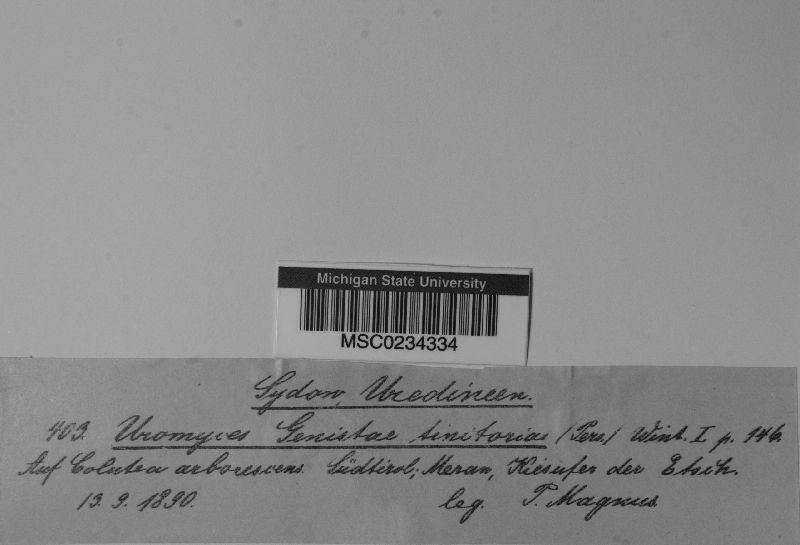 Michigan State University
MSC0234334
Sydow, Uredineen.
403. Uromyces Genistae tinitoriae (Pers) Wint. I p. 146.
Auf Colutea arborescens. Südtirol; Meran, Kiesufer der Etsch.
13. 9. 1890. leg. P. Magnus.